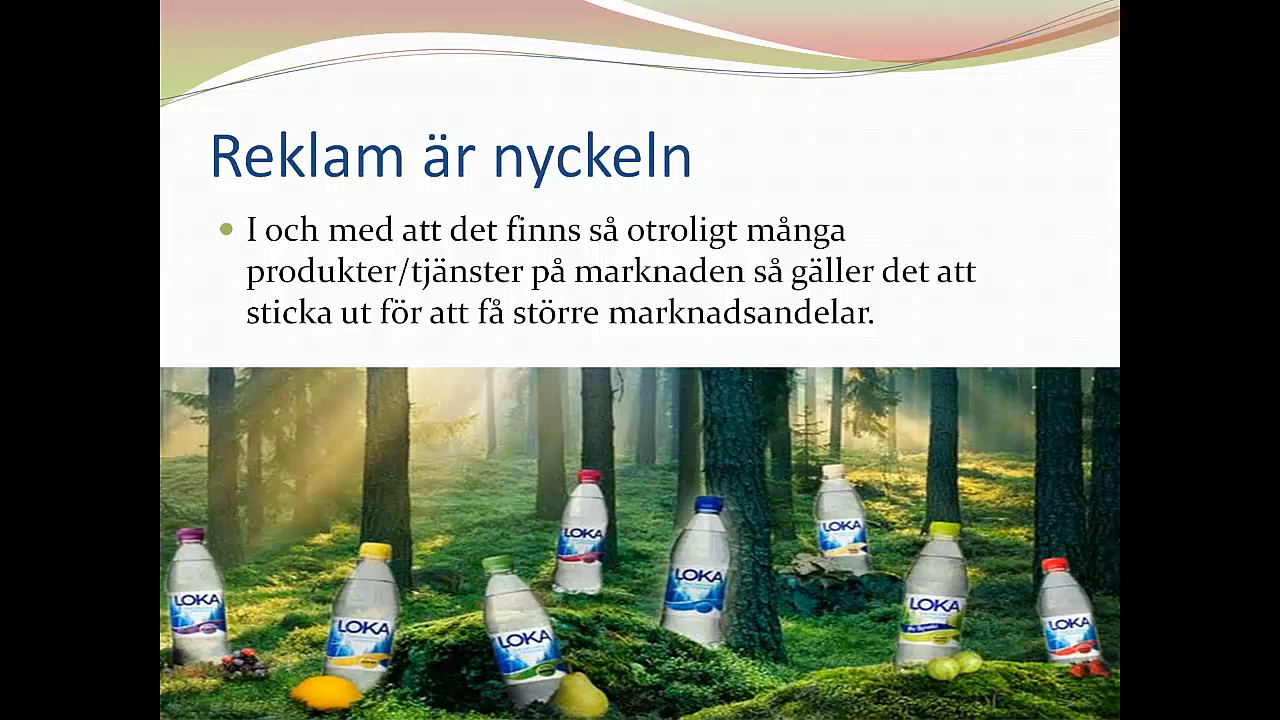 Reklam är nyckeln
I och med att det finns så otroligt många
produkter/tjänster på marknaden så gäller det att
sticka ut för att få större marknadsandelar.
LOKA
LOKA
LOKA
LOKA
LOKA
LOKA
LOKA
LOKA